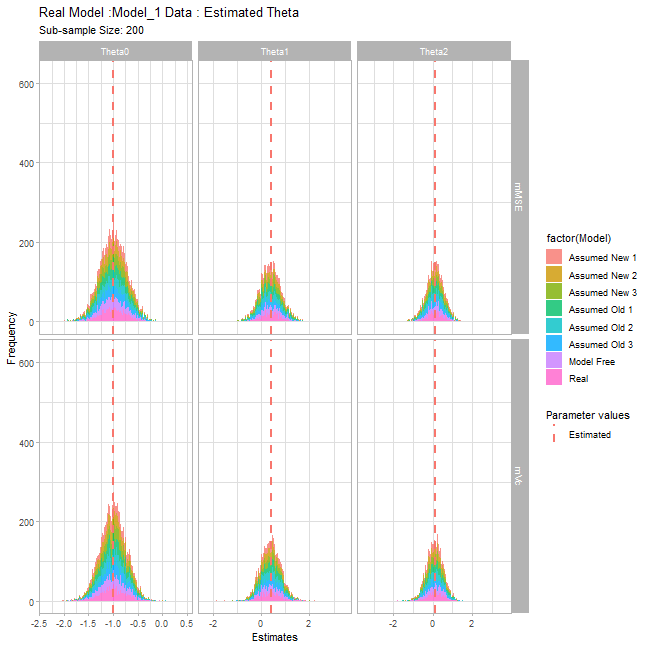 Real Model :Model_1 Data : Estimated Theta
Sub-sample Size: 200
Theta0 Theta1 Theta2
600
400
200
0
mMSE
600
400
200
0
mVc
Frequency
-2.5 -2.0 -1.5 -1.0 -0.5 0.0 0.5 -2 0 2 -2 0 2
Estimates
factor(Model)
Assumed New 1
Assumed New 2
Assumed New 3
Assumed Old 1
Assumed Old 2
Assumed Old 3
Model Free
Real
Parameter values
Estimated